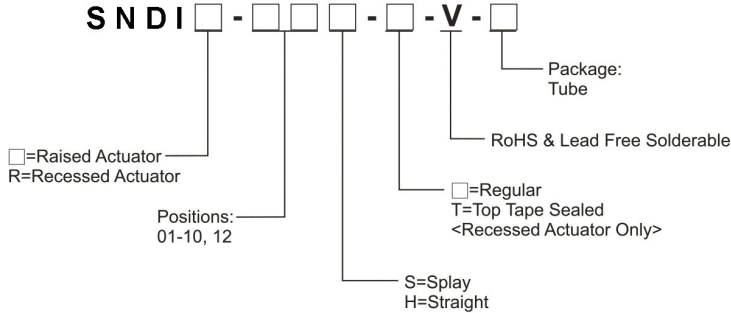 SNDI□-□□□-□-V-□
Package:
Tube
RoHS & Lead Free Solderable
□=Raised Actuator
R=Recessed Actuator
□=Regular
T=Top Tape Sealed
<Recessed Actuator Only>
Positions:
01-10, 12
S=Splay
H=Straight